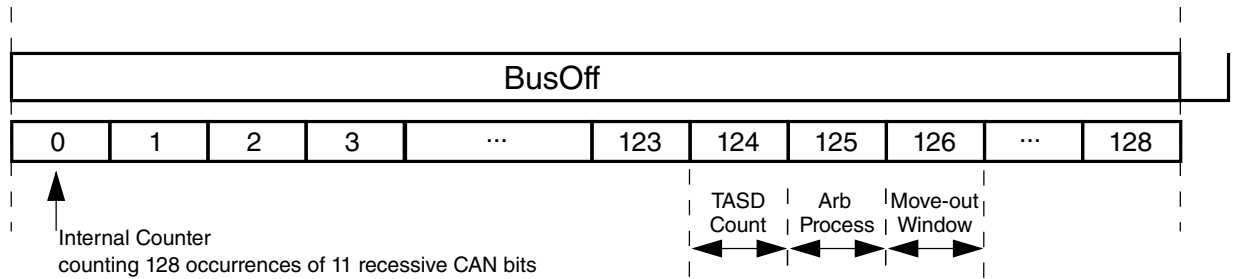 BusOff
0 1 2 3 ... 123 124 125 126 ... 128
TASD Arb Move-out
Count Process Window
Internal Counter
counting 128 occurrences of 11 recessive CAN bits